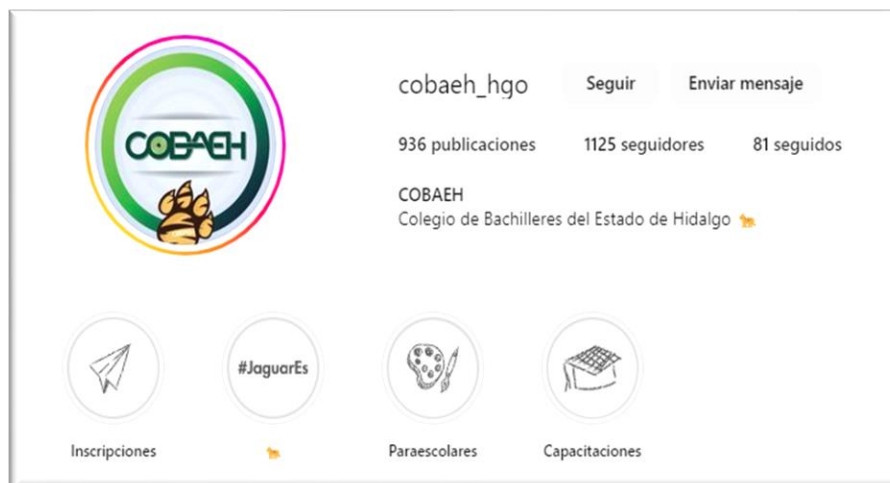 COBAEH
cobaeh_hgo Seguir Enviar mensaje
936 publicaciones 1125 seguidores 81 seguidos
COBAEH
Colegio de Bachilleres del Estado de Hidalgo 🐆
#JaguarEs
Inscripciones 🐆 Paraescolares Capacitaciones